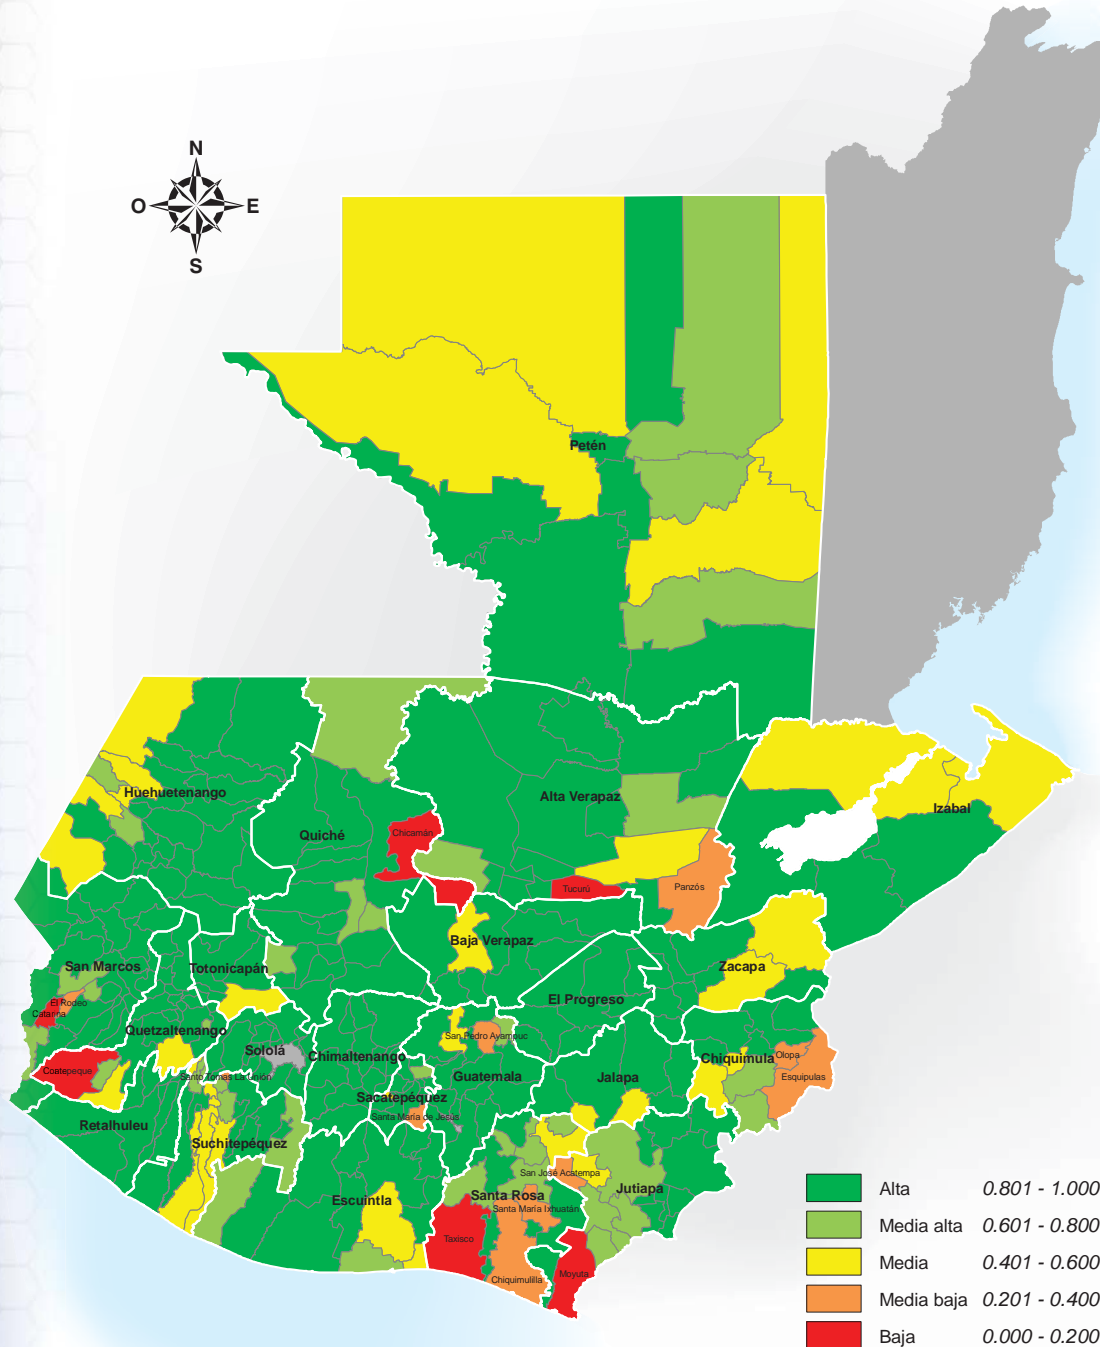 N
O
E
S
Petén
Huehuetenango
Alta Verapaz
Izabal
Quiché
Chicamán
Tucurú
Panzós
Baja Verapaz
San Marcos
Totonicapán
Zacapa
El Rodeo
Catarina
El Progreso
Quetzaltenango
San Pedro Ayampuc
Sololá
Chimaltenango
Chiquimula
Olopa
Coatepeque
Santo Tomas La Unión
Guatemala
Jalapa
Esquipulas
Sacatepéquez
Santa María de Jesús
Retalhuleu
Suchitepéquez
San José Acatempa
Jutiapa
Escuintla
Santa Rosa
Santa María Ixhuatán
Taxisco
Moyuta
Chiquimulilla
Alta 0.801 - 1.000
Media alta 0.601 - 0.800
Media 0.401 - 0.600
Media baja 0.201 - 0.400
Baja 0.000 - 0.200